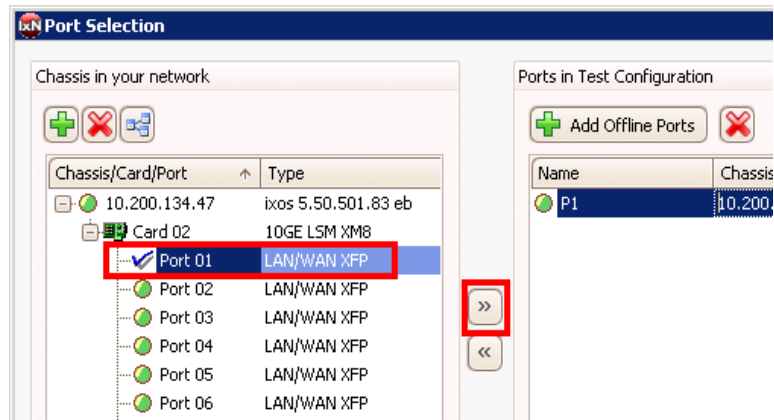 IxN Port Selection
Chassis in your network
Ports in Test Configuration
Add Offline Ports
Chassis/Card/Port Type
Name Chassis
10.200.134.47 ixos 5.50.501.83 eb
P1 10.200.
Card 02 10GE LSM XM8
Port 01 LAN/WAN XFP
Port 02 LAN/WAN XFP
Port 03 LAN/WAN XFP
>>
Port 04 LAN/WAN XFP
<<
Port 05 LAN/WAN XFP
Port 06 LAN/WAN XFP